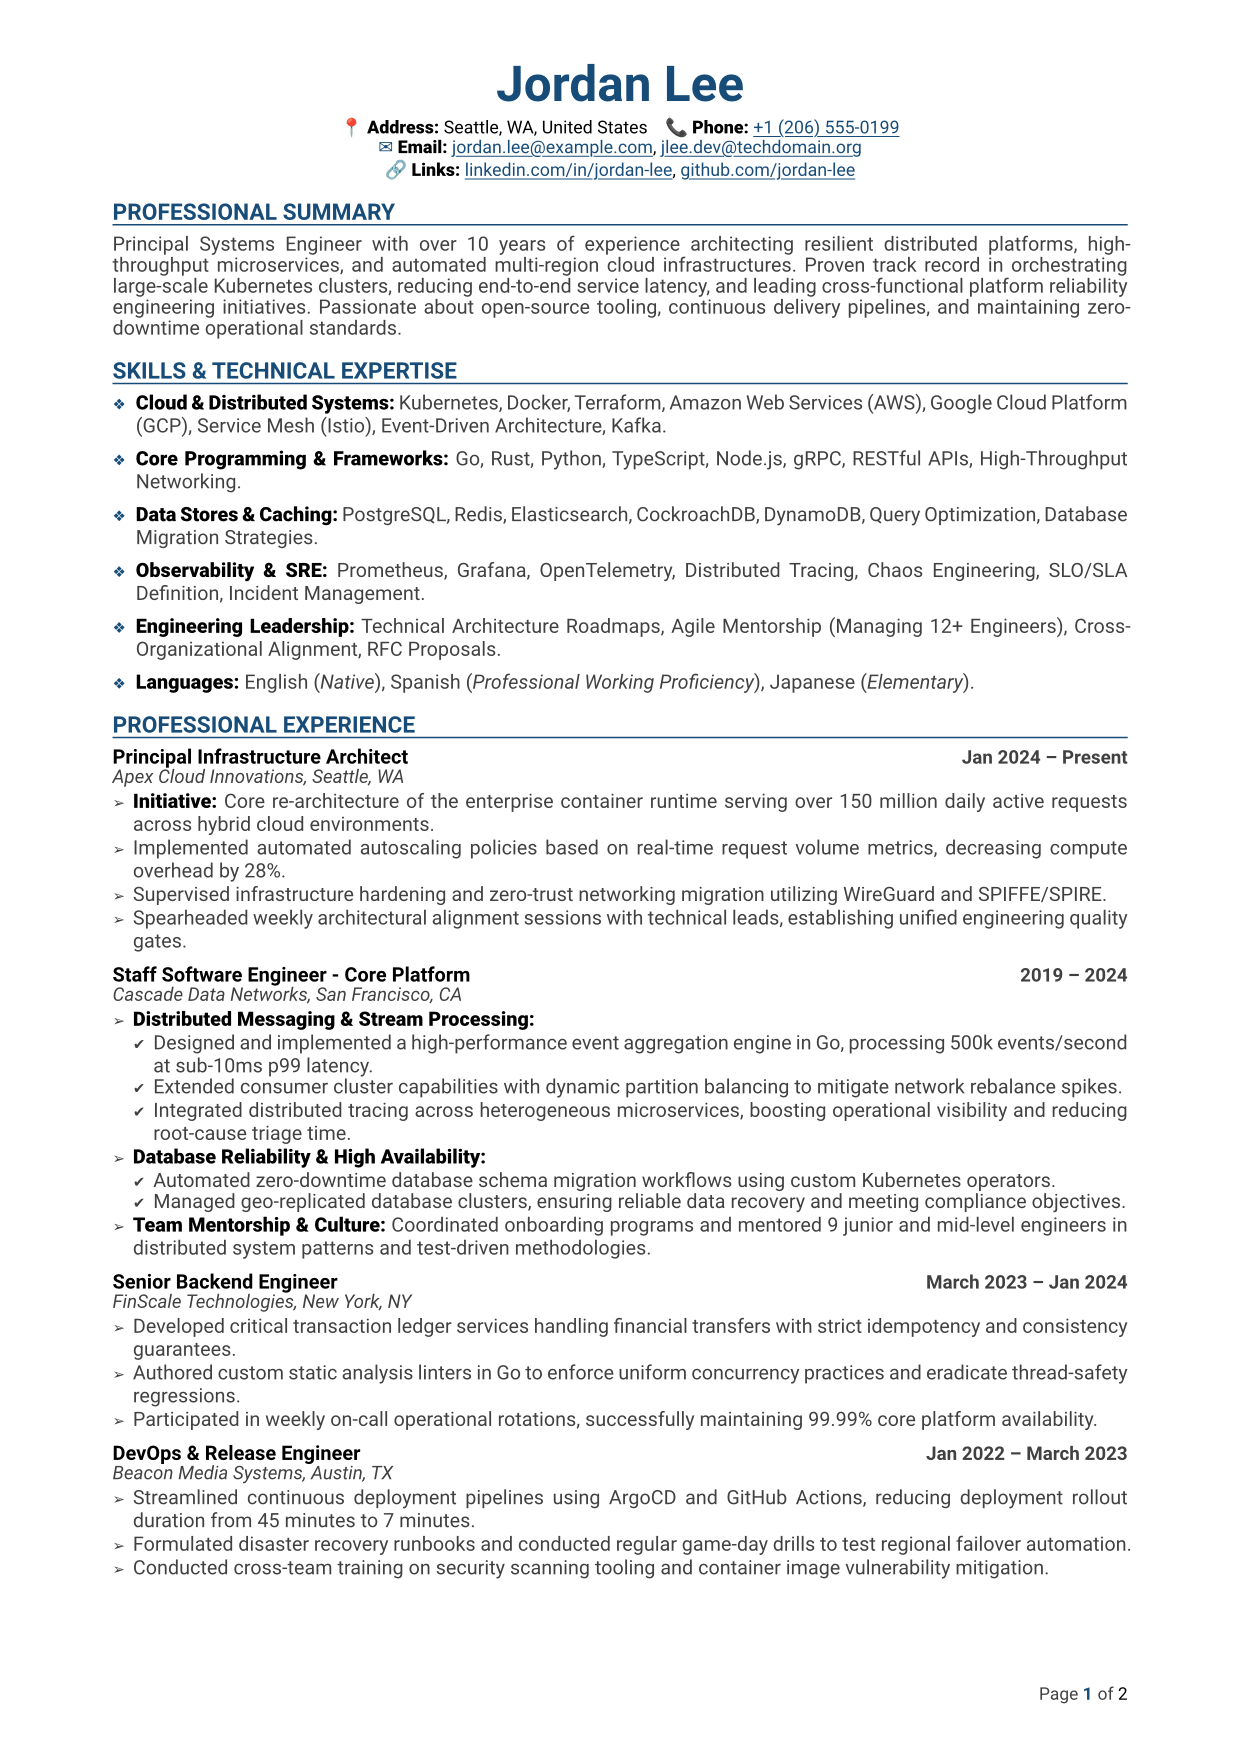 Jordan Lee
📍 Address: Seattle, WA, United States 📞 Phone: +1 (206) 555-0199
✉ Email: jordan.lee@example.com, jlee.dev@techdomain.org
🔗 Links: linkedin.com/in/jordan-lee, github.com/jordan-lee
PROFESSIONAL SUMMARY
Principal Systems Engineer with over 10 years of experience architecting resilient distributed platforms, high-
throughput microservices, and automated multi-region cloud infrastructures. Proven track record in orchestrating
large-scale Kubernetes clusters, reducing end-to-end service latency, and leading cross-functional platform reliability
engineering initiatives. Passionate about open-source tooling, continuous delivery pipelines, and maintaining zero-
downtime operational standards.
SKILLS & TECHNICAL EXPERTISE
❖ Cloud & Distributed Systems: Kubernetes, Docker, Terraform, Amazon Web Services (AWS), Google Cloud Platform
(GCP), Service Mesh (Istio), Event-Driven Architecture, Kafka.
❖ Core Programming & Frameworks: Go, Rust, Python, TypeScript, Node.js, gRPC, RESTful APIs, High-Throughput
Networking.
❖ Data Stores & Caching: PostgreSQL, Redis, Elasticsearch, CockroachDB, DynamoDB, Query Optimization, Database
Migration Strategies.
❖ Observability & SRE: Prometheus, Grafana, OpenTelemetry, Distributed Tracing, Chaos Engineering, SLO/SLA
Definition, Incident Management.
❖ Engineering Leadership: Technical Architecture Roadmaps, Agile Mentorship (Managing 12+ Engineers), Cross-
Organizational Alignment, RFC Proposals.
❖ Languages: English (Native), Spanish (Professional Working Proficiency), Japanese (Elementary).
PROFESSIONAL EXPERIENCE
Principal Infrastructure Architect Jan 2024 – Present
Apex Cloud Innovations, Seattle, WA
➢ Initiative: Core re-architecture of the enterprise container runtime serving over 150 million daily active requests
across hybrid cloud environments.
➢ Implemented automated autoscaling policies based on real-time request volume metrics, decreasing compute
overhead by 28%.
➢ Supervised infrastructure hardening and zero-trust networking migration utilizing WireGuard and SPIFFE/SPIRE.
➢ Spearheaded weekly architectural alignment sessions with technical leads, establishing unified engineering quality
gates.
Staff Software Engineer - Core Platform 2019 – 2024
Cascade Data Networks, San Francisco, CA
➢ Distributed Messaging & Stream Processing:
✔ Designed and implemented a high-performance event aggregation engine in Go, processing 500k events/second
at sub-10ms p99 latency.
✔ Extended consumer cluster capabilities with dynamic partition balancing to mitigate network rebalance spikes.
✔ Integrated distributed tracing across heterogeneous microservices, boosting operational visibility and reducing
root-cause triage time.
➢ Database Reliability & High Availability:
✔ Automated zero-downtime database schema migration workflows using custom Kubernetes operators.
✔ Managed geo-replicated database clusters, ensuring reliable data recovery and meeting compliance objectives.
➢ Team Mentorship & Culture: Coordinated onboarding programs and mentored 9 junior and mid-level engineers in
distributed system patterns and test-driven methodologies.
Senior Backend Engineer March 2023 – Jan 2024
FinScale Technologies, New York, NY
➢ Developed critical transaction ledger services handling financial transfers with strict idempotency and consistency
guarantees.
➢ Authored custom static analysis linters in Go to enforce uniform concurrency practices and eradicate thread-safety
regressions.
➢ Participated in weekly on-call operational rotations, successfully maintaining 99.99% core platform availability.
DevOps & Release Engineer Jan 2022 – March 2023
Beacon Media Systems, Austin, TX
➢ Streamlined continuous deployment pipelines using ArgoCD and GitHub Actions, reducing deployment rollout
duration from 45 minutes to 7 minutes.
➢ Formulated disaster recovery runbooks and conducted regular game-day drills to test regional failover automation.
➢ Conducted cross-team training on security scanning tooling and container image vulnerability mitigation.
Page 1 of 2